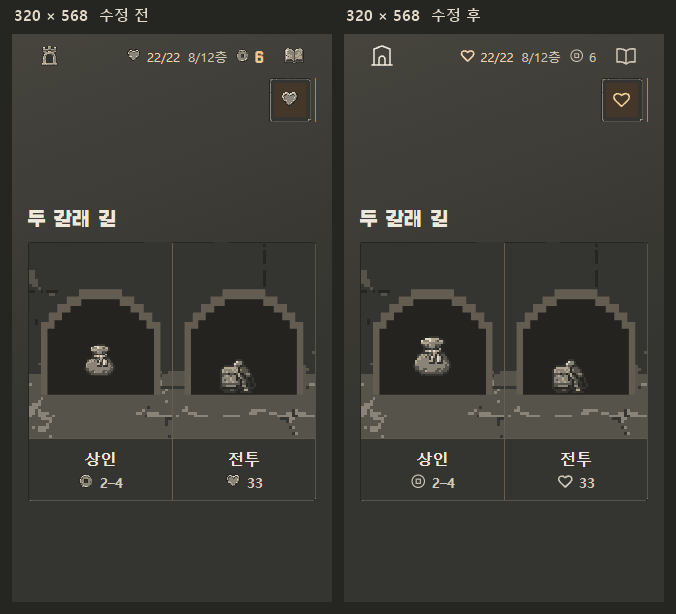 320 × 568 수정 전
320 × 568 수정 후
22/22 8/12층 6
22/22 8/12층 6
두 갈래 길
두 갈래 길
상인
전투
상인
전투
2–4
33
2–4
33